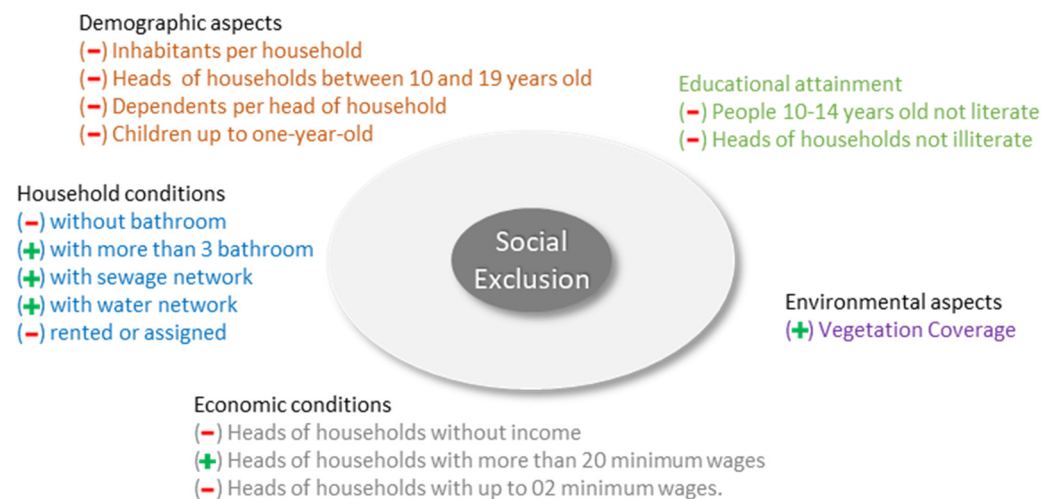 Demographic aspects
(-) Inhabitants per household
(-) Heads of households between 10 and 19 years old
(-) Dependents per head of household
(-) Children up to one-year-old
Educational attainment
(-) People 10-14 years old not literate
(-) Heads of households not illiterate
Household conditions
(-) without bathroom
(+) with more than 3 bathroom
(+) with sewage network
(+) with water network
(-) rented or assigned
Social
Exclusion
Environmental aspects
(+) Vegetation Coverage
Economic conditions
(-) Heads of households without income
(+) Heads of households with more than 20 minimum wages
(-) Heads of households with up to 02 minimum wages.